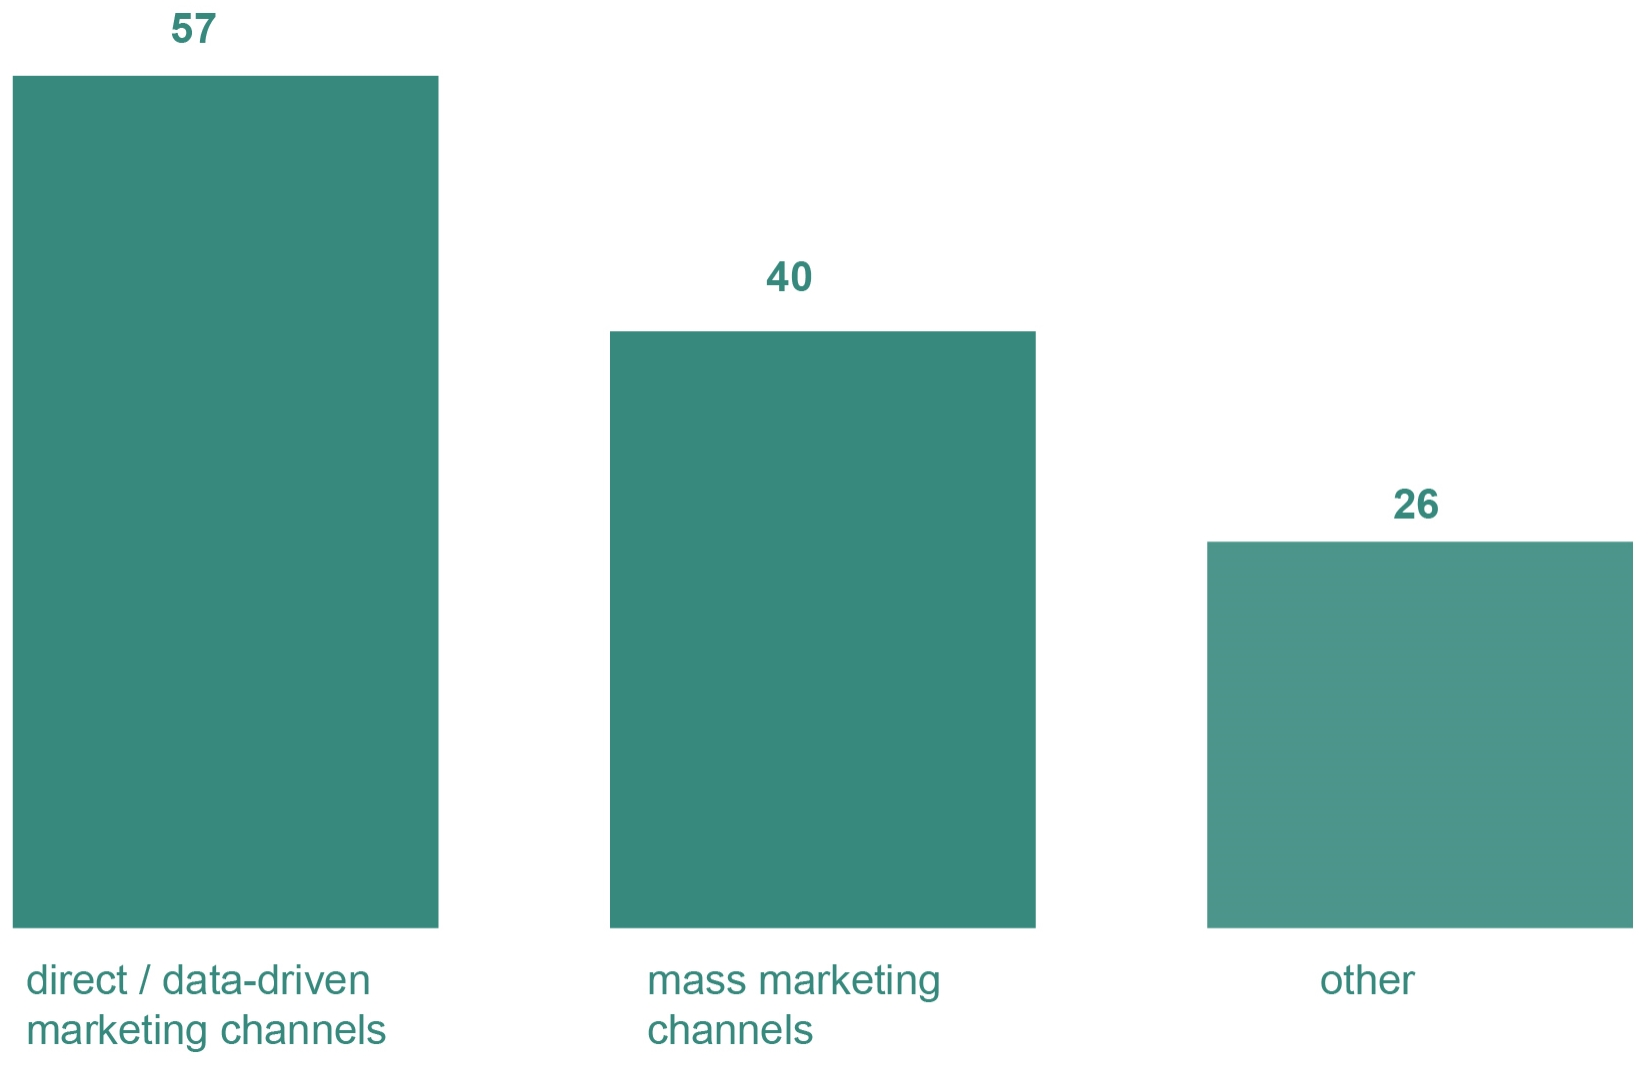 57
40
26
direct / data-driven
marketing channels
mass marketing
channels
other